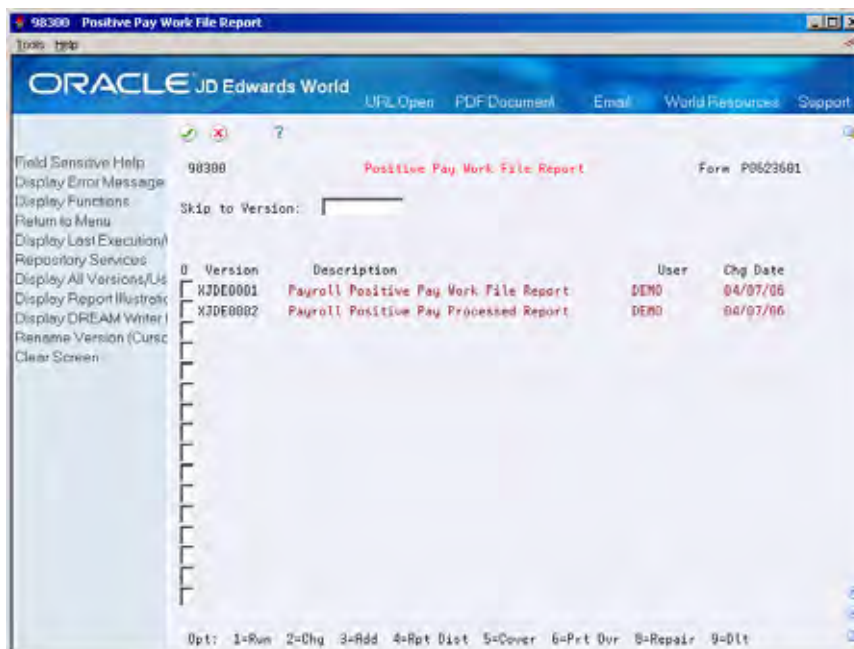 98300 Positive Pay Work File Report
Tools Help
ORACLE JD Edwards World
URL Open PDF Document Email World Resources Support
?
Field Sensitive Help
Display Error Message
Display Functions
Return to Menu
Display Last Execution/
Repository Services
Display All Versions/Us
Display Report Illustratio
Display DREAM Writer
Rename Version (Curso
Clear Screen
98300 Positive Pay Work File Report Form P0623601
Skip to Version:
O Version Description User Chg Date
XJDE0001 Payroll Positive Pay Work File Report DEMO 04/07/06
XJDE0002 Payroll Positive Pay Processed Report DEMO 04/07/06
Opt: 1=Run 2=Chg 3=Add 4=Rpt Dist 5=Cover 6=Prt Ovr 8=Repair 9=Dlt